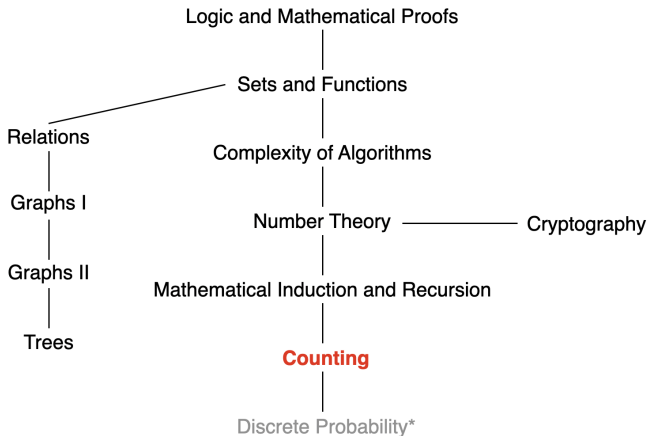 Logic and Mathematical Proofs
Sets and Functions
Relations
Complexity of Algorithms
Graphs I
Number Theory
Cryptography
Graphs II
Mathematical Induction and Recursion
Trees
Counting
Discrete Probability*